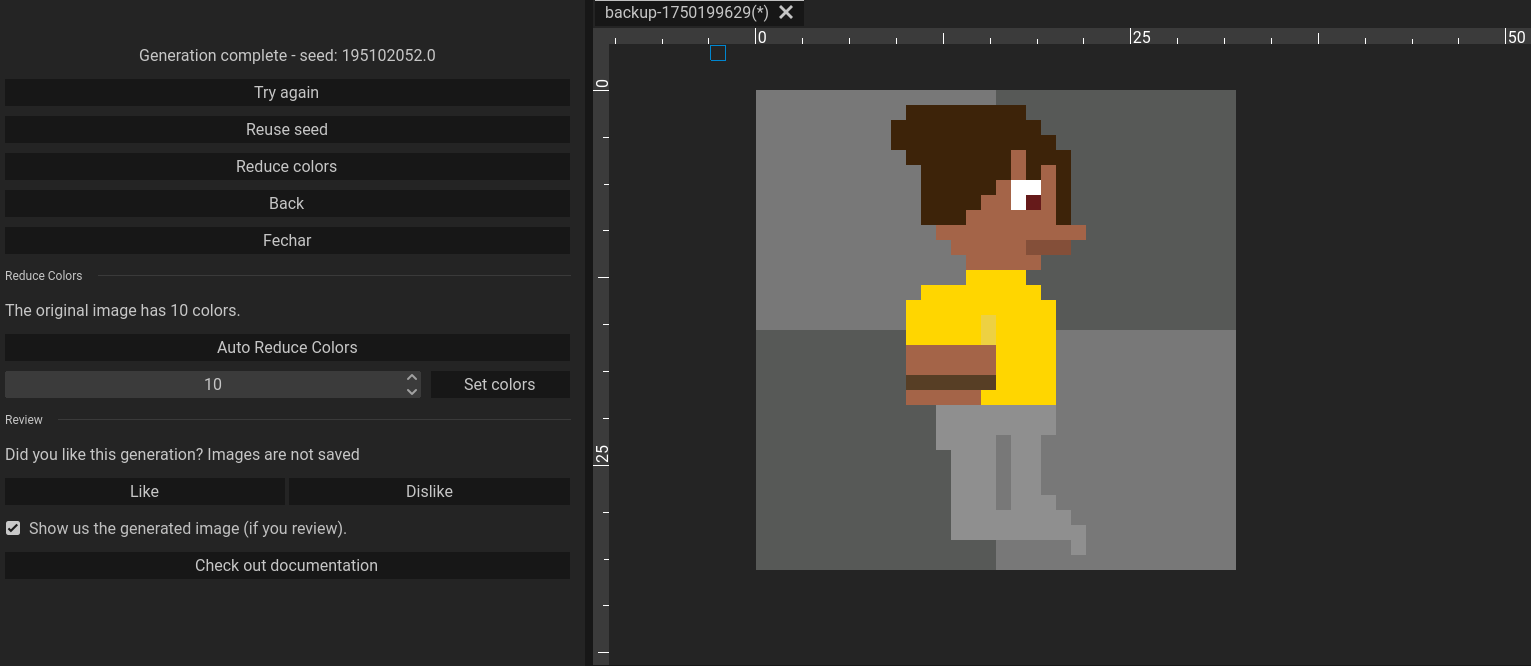 Generation complete - seed: 195102052.0
Try again
Reuse seed
Reduce colors
Back
Fechar
Reduce Colors
The original image has 10 colors.
Auto Reduce Colors
10
Set colors
Review
Did you like this generation? Images are not saved
Like
Dislike
Show us the generated image (if you review).
Check out documentation
backup-1750199629(*)
0
25
50
0
25